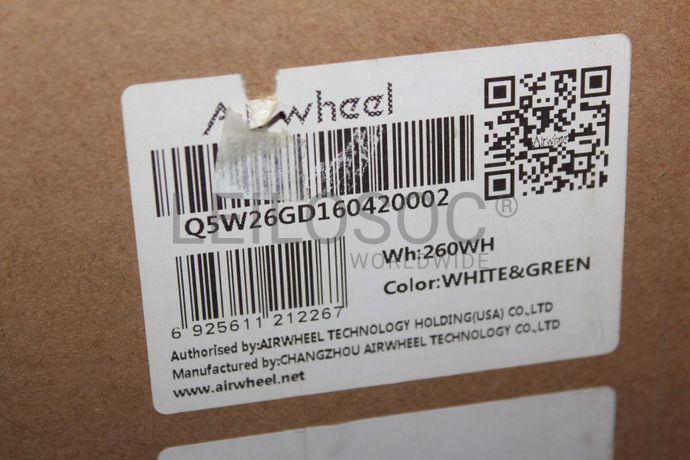 Airwheel
Airwheel
Q5W26GD160420002
LEILOSOC®
WORLDWIDE
Wh:260WH
Color:WHITE&GREEN
6 925611 212267
Authorised by:AIRWHEEL TECHNOLOGY HOLDING(USA) CO.,LTD
Manufactured by:CHANGZHOU AIRWHEEL TECHNOLOGY CO.,LTD
www.airwheel.net